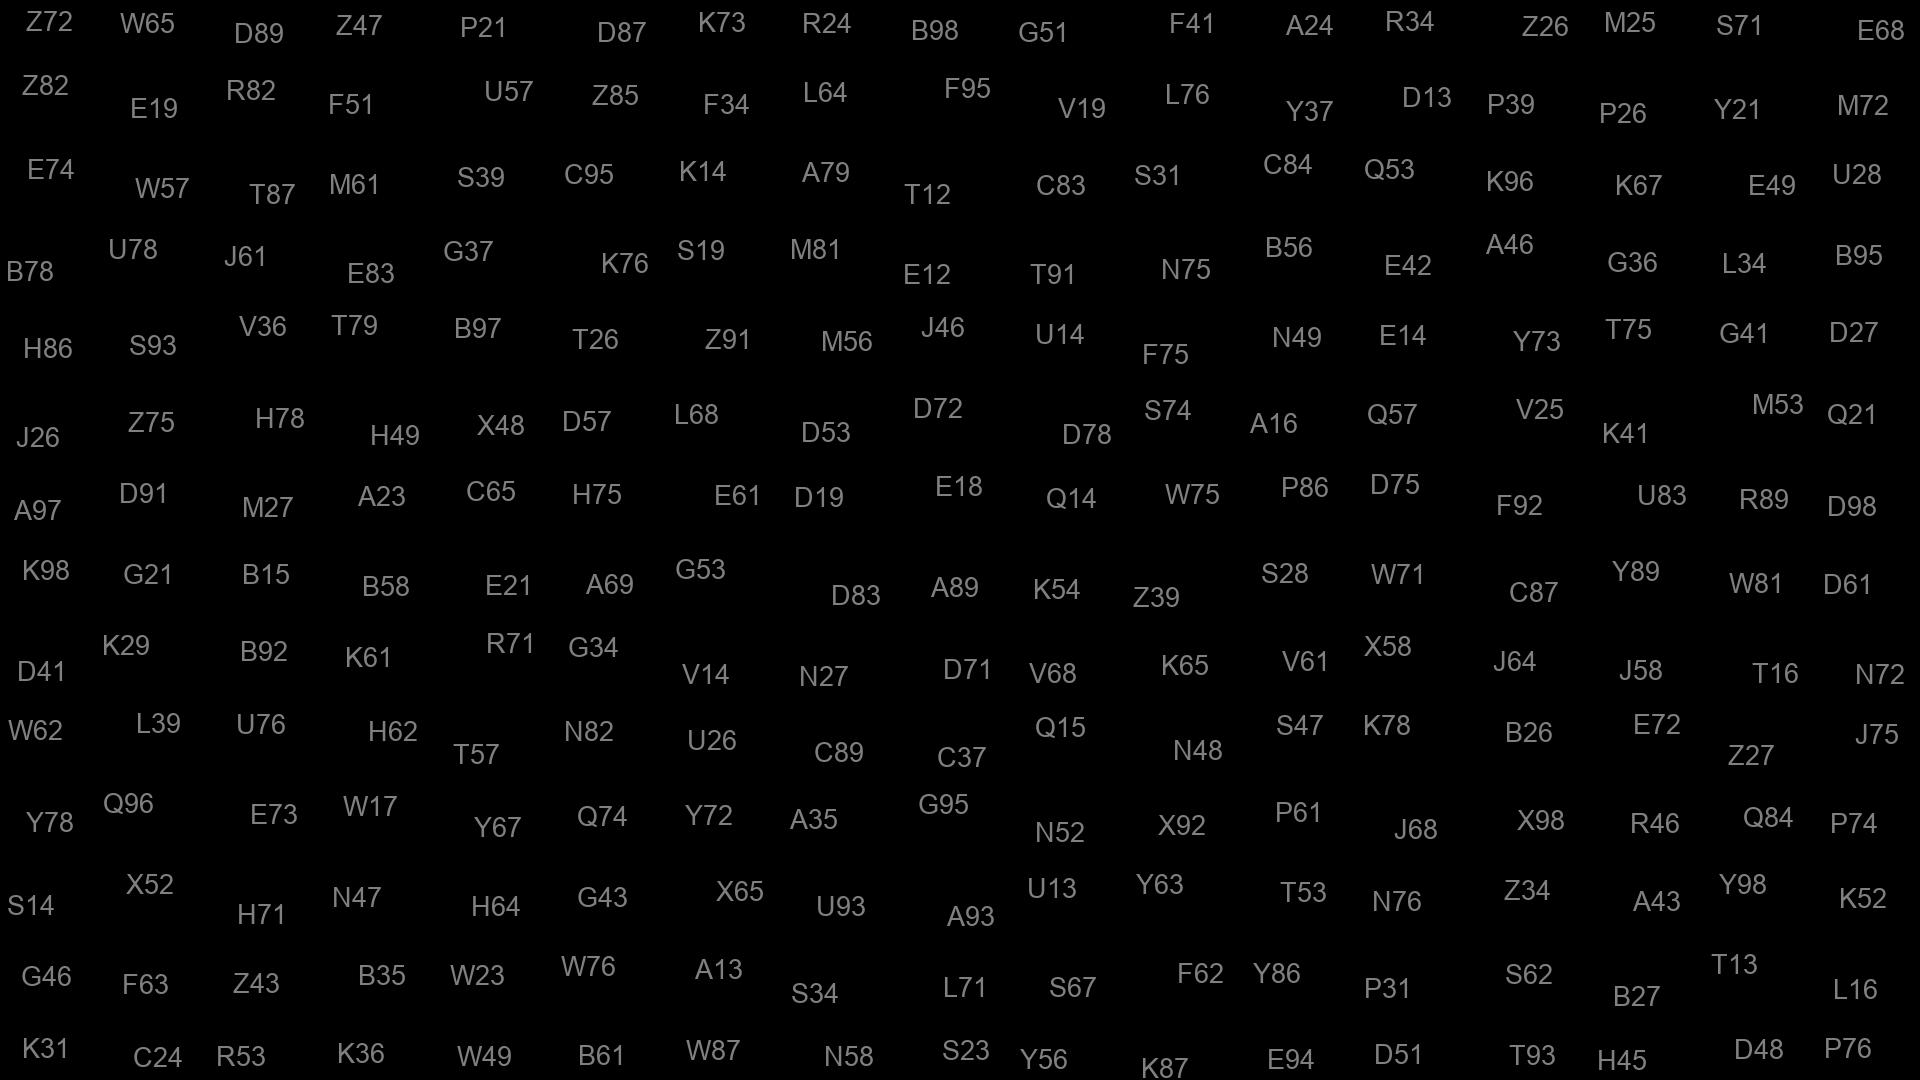 Z72 W65 D89 Z47 P21 D87 K73 R24 B98 G51 F41 A24 R34 Z26 M25 S71 E68
Z82 E19 R82 F51 U57 Z85 F34 L64 F95 V19 L76 Y37 D13 P39 P26 Y21 M72
E74 W57 T87 M61 S39 C95 K14 A79 T12 C83 S31 C84 Q53 K96 K67 E49 U28
B78 U78 J61 E83 G37 K76 S19 M81 E12 T91 N75 B56 E42 A46 G36 L34 B95
H86 S93 V36 T79 B97 T26 Z91 M56 J46 U14 F75 N49 E14 Y73 T75 G41 D27
J26 Z75 H78 H49 X48 D57 L68 D53 D72 D78 S74 A16 Q57 V25 K41 M53 Q21
A97 D91 M27 A23 C65 H75 E61 D19 E18 Q14 W75 P86 D75 F92 U83 R89 D98
K98 G21 B15 B58 E21 A69 G53 D83 A89 K54 Z39 S28 W71 C87 Y89 W81 D61
D41 K29 B92 K61 R71 G34 V14 N27 D71 V68 K65 V61 X58 J64 J58 T16 N72
W62 L39 U76 H62 T57 N82 U26 C89 C37 Q15 N48 S47 K78 B26 E72 Z27 J75
Y78 Q96 E73 W17 Y67 Q74 Y72 A35 G95 N52 X92 P61 J68 X98 R46 Q84 P74
S14 X52 H71 N47 H64 G43 X65 U93 A93 U13 Y63 T53 N76 Z34 A43 Y98 K52
G46 F63 Z43 B35 W23 W76 A13 S34 L71 S67 F62 Y86 P31 S62 B27 T13 L16
K31 C24 R53 K36 W49 B61 W87 N58 S23 Y56 K87 E94 D51 T93 H45 D48 P76